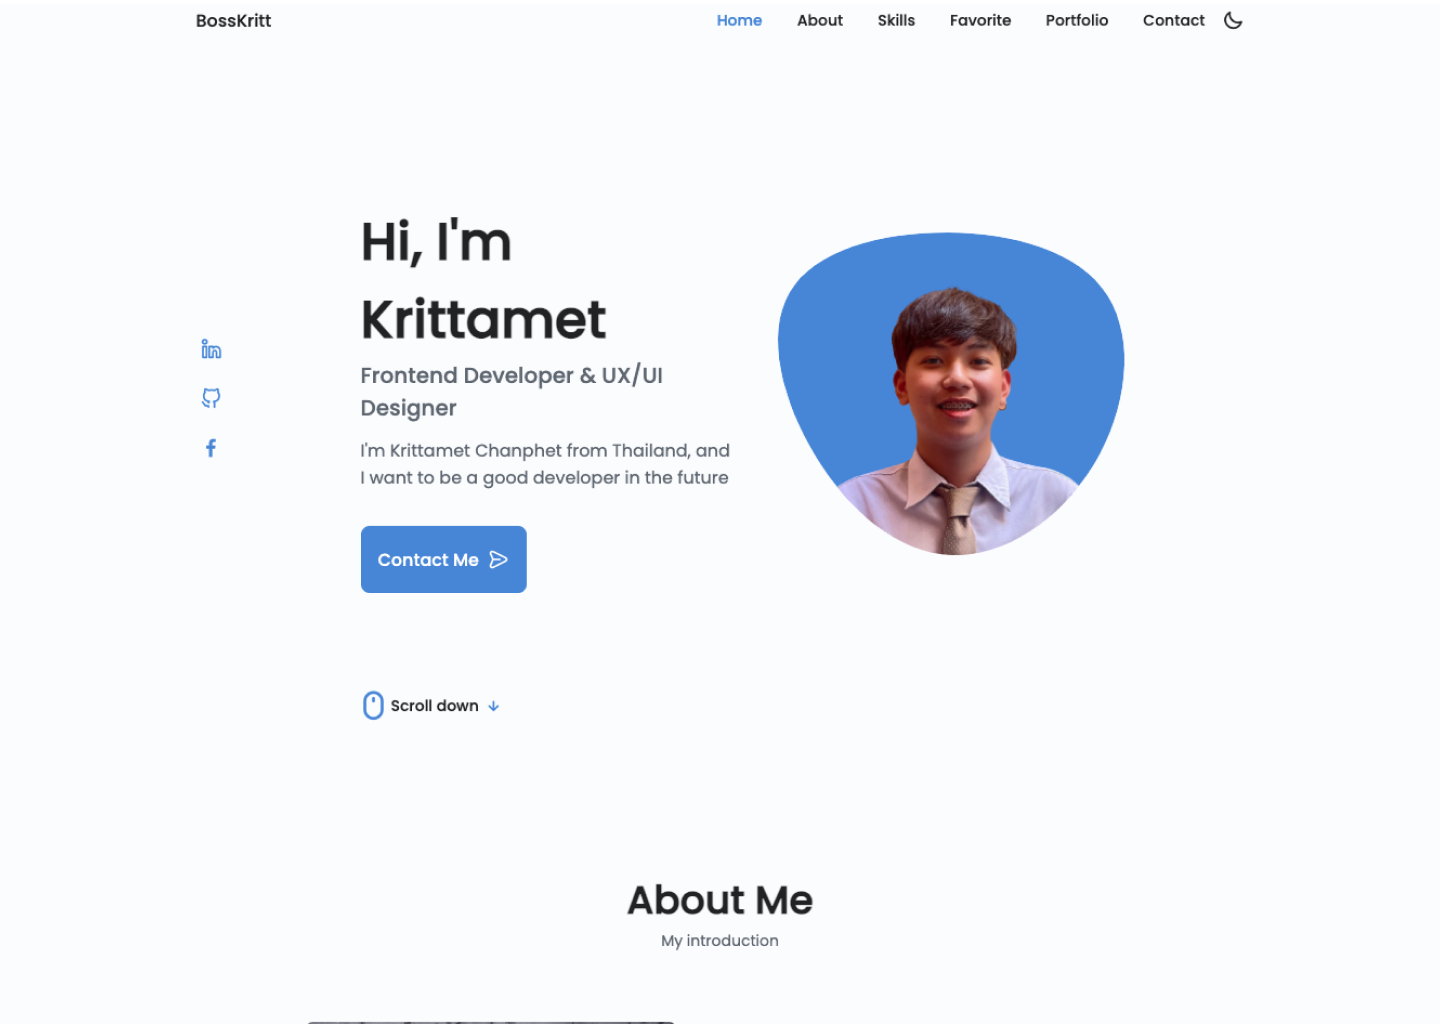 BossKritt
Home About Skills Favorite Portfolio Contact
Hi, I'm
Krittamet
Frontend Developer & UX/UI
Designer
I'm Krittamet Chanphet from Thailand, and
I want to be a good developer in the future
Contact Me
Scroll down
About Me
My introduction